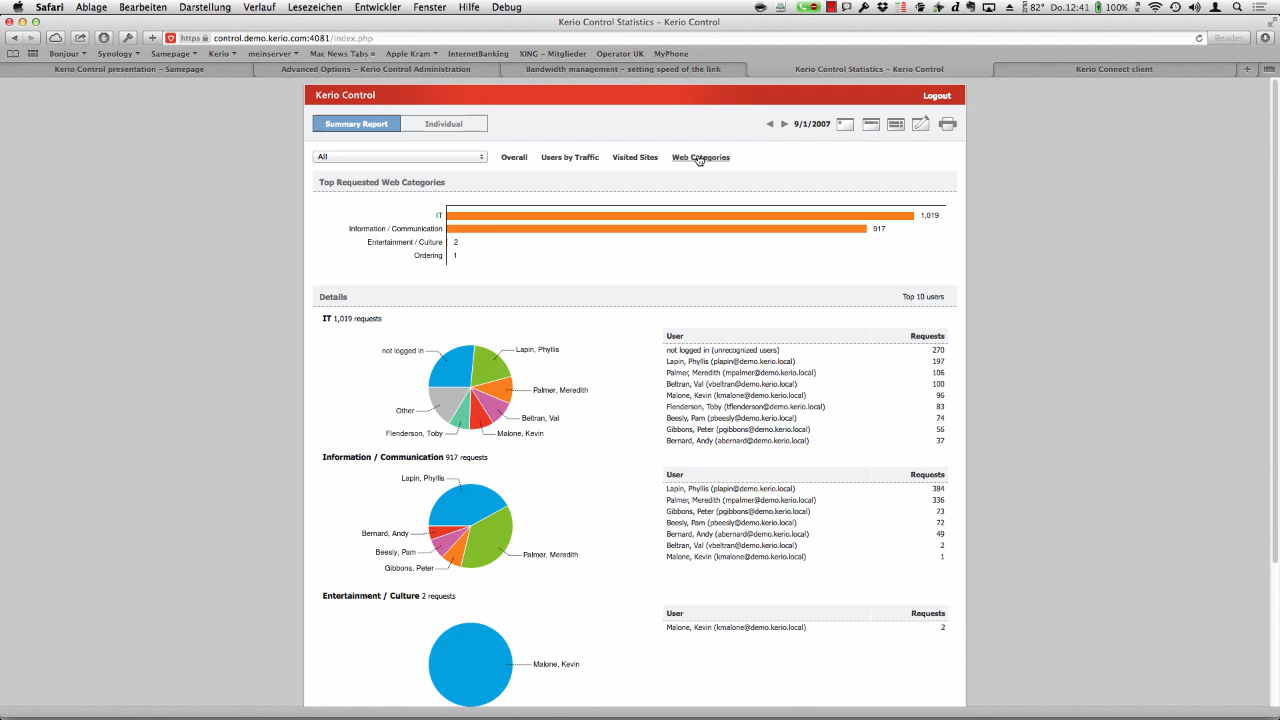 Safari Ablage Bearbeiten Darstellung Verlauf Lesezeichen Entwickler Fenster Hilfe Debug 82° Do.12:41 100%
Kerio Control Statistics – Kerio Control
https control.demo.kerio.com:4081/index.php Reader
Bonjour Synology Samepage Kerio meinserver Mac News Tabs Apple Kram InternetBanking XING – Mitglieder Operator UK MyPhone
Kerio Control presentation – Samepage Advanced Options – Kerio Control Administration Bandwidth management – setting speed of the link Kerio Control Statistics – Kerio Control Kerio Connect client
Kerio Control Logout
Summary Report Individual 9/1/2007
All Overall Users by Traffic Visited Sites Web Categories
Top Requested Web Categories
IT 1,019
Information / Communication 917
Entertainment / Culture 2
Ordering 1
Details Top 10 users
IT 1,019 requests
not logged in
Lapin, Phyllis
Palmer, Meredith
Other
Beltran, Val
Flenderson, Toby
Malone, Kevin
User Requests
not logged in (unrecognized users) 270
Lapin, Phyllis (plapin@demo.kerio.local) 197
Palmer, Meredith (mpalmer@demo.kerio.local) 106
Beltran, Val (vbeltran@demo.kerio.local) 100
Malone, Kevin (kmalone@demo.kerio.local) 96
Flenderson, Toby (tflenderson@demo.kerio.local) 83
Beesly, Pam (pbeesly@demo.kerio.local) 74
Gibbons, Peter (pgibbons@demo.kerio.local) 56
Bernard, Andy (abernard@demo.kerio.local) 37
Information / Communication 917 requests
Lapin, Phyllis
Bernard, Andy
Beesly, Pam
Palmer, Meredith
Gibbons, Peter
User Requests
Lapin, Phyllis (plapin@demo.kerio.local) 384
Palmer, Meredith (mpalmer@demo.kerio.local) 336
Gibbons, Peter (pgibbons@demo.kerio.local) 73
Beesly, Pam (pbeesly@demo.kerio.local) 72
Bernard, Andy (abernard@demo.kerio.local) 49
Beltran, Val (vbeltran@demo.kerio.local) 2
Malone, Kevin (kmalone@demo.kerio.local) 1
Entertainment / Culture 2 requests
Malone, Kevin
User Requests
Malone, Kevin (kmalone@demo.kerio.local) 2